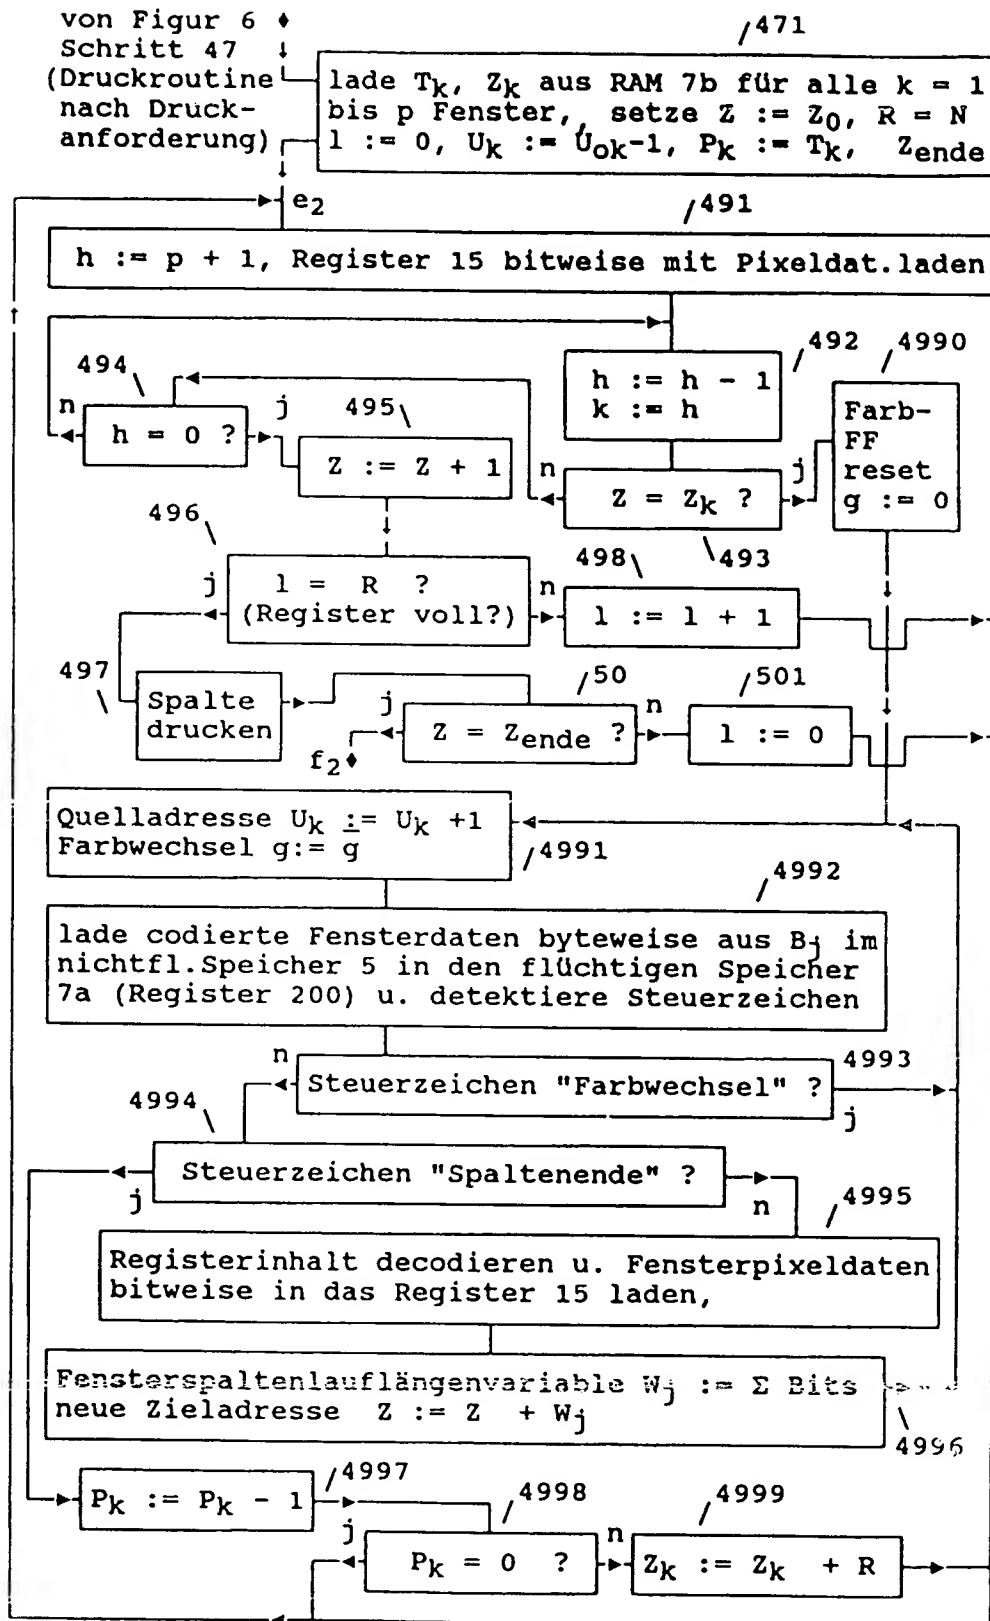 von Figur 6
Schritt 47
(Druckroutine
nach Druck-
anforderung)
471
lade Tk, Zk aus RAM 7b für alle k = 1
bis p Fenster, setze Z := Z0, R = N
l := 0, Uk := Uok-1, Pk := Tk, Zende
e2
491
h := p + 1, Register 15 bitweise mit Pixeldat.laden
492
h := h - 1
k := h
4990
Farb-
FF
reset
g := 0
494
n
h = 0 ?
j
495
Z := Z + 1
n
Z = Zk ?
j
493
496
j
l = R ?
(Register voll?)
n
498
l := l + 1
497
Spalte
drucken
50
j
Z = Zende ?
n
f2
501
l := 0
Quelladresse Uk := Uk +1
Farbwechsel g:= g̅
4991
4992
lade codierte Fensterdaten byteweise aus Bj im
nichtfl.Speicher 5 in den flüchtigen Speicher
7a (Register 200) u. detektiere Steuerzeichen
n
Steuerzeichen "Farbwechsel" ?
4993
j
4994
Steuerzeichen "Spaltenende" ?
j
n
4995
Registerinhalt decodieren u. Fensterpixeldaten
bitweise in das Register 15 laden,
Fensterspaltenlauflängenvariable Wj := Σ Bits
neue Zieladresse Z := Z + Wj
4996
Pk := Pk - 1
4997
4998
j
Pk = 0 ?
n
4999
Zk := Zk + R